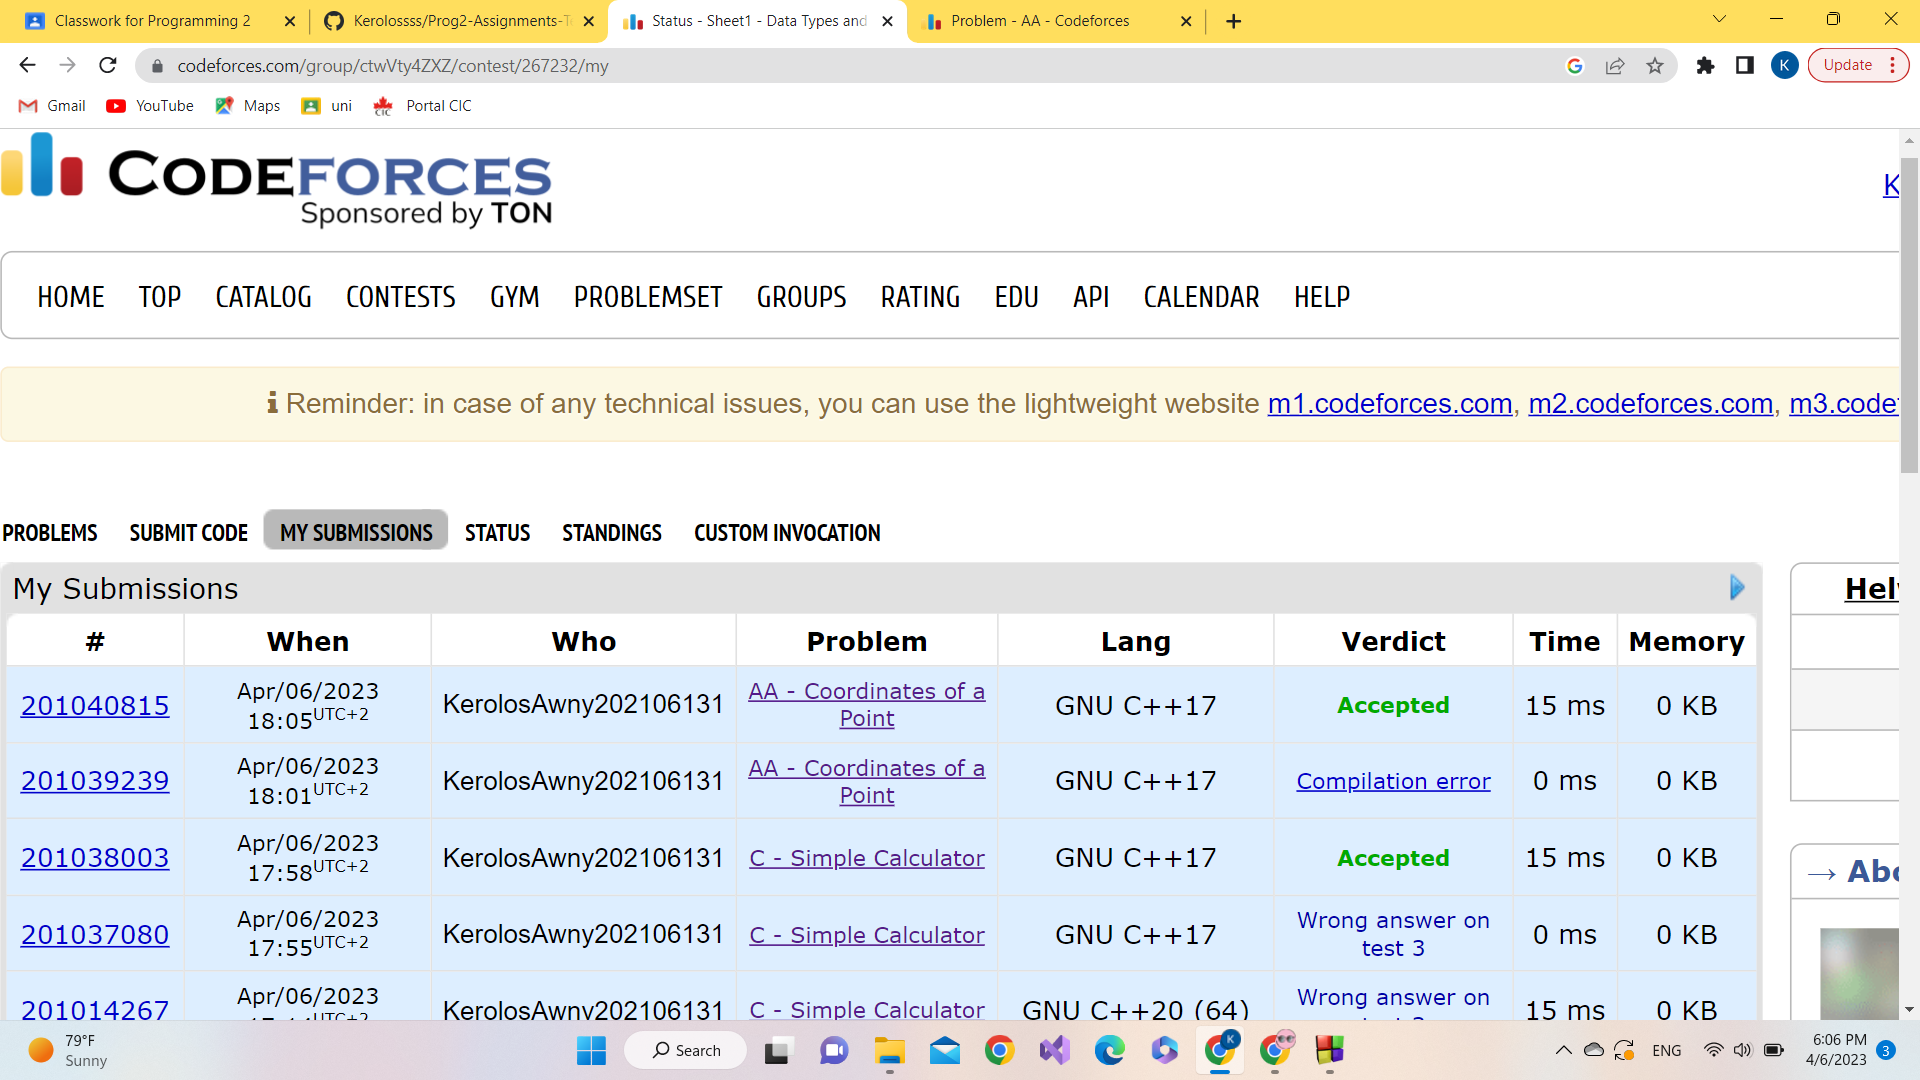 Classwork for Programming 2
Kerolossss/Prog2-Assignments-T
Status - Sheet1 - Data Types and
Problem - AA - Codeforces
codeforces.com/group/ctwVty4ZXZ/contest/267232/my
K
Update
Gmail
YouTube
Maps
uni
CIC
Portal CIC
CODEFORCES
Sponsored by TON
K
HOME TOP CATALOG CONTESTS GYM PROBLEMSET GROUPS RATING EDU API CALENDAR HELP
Reminder: in case of any technical issues, you can use the lightweight website m1.codeforces.com, m2.codeforces.com, m3.code
PROBLEMS SUBMIT CODE MY SUBMISSIONS STATUS STANDINGS CUSTOM INVOCATION
My Submissions
# When Who Problem Lang Verdict Time Memory
201040815 Apr/06/2023 18:05 UTC+2 KerolosAwny202106131 AA - Coordinates of a Point GNU C++17 Accepted 15 ms 0 KB
201039239 Apr/06/2023 18:01 UTC+2 KerolosAwny202106131 AA - Coordinates of a Point GNU C++17 Compilation error 0 ms 0 KB
201038003 Apr/06/2023 17:58 UTC+2 KerolosAwny202106131 C - Simple Calculator GNU C++17 Accepted 15 ms 0 KB
201037080 Apr/06/2023 17:55 UTC+2 KerolosAwny202106131 C - Simple Calculator GNU C++17 Wrong answer on test 3 0 ms 0 KB
201014267 Apr/06/2023 KerolosAwny202106131 C - Simple Calculator GNU C++20 (64) Wrong answer on 15 ms 0 KB
→ Abo
79°F
Sunny
Search
K
ENG
6:06 PM
4/6/2023
3